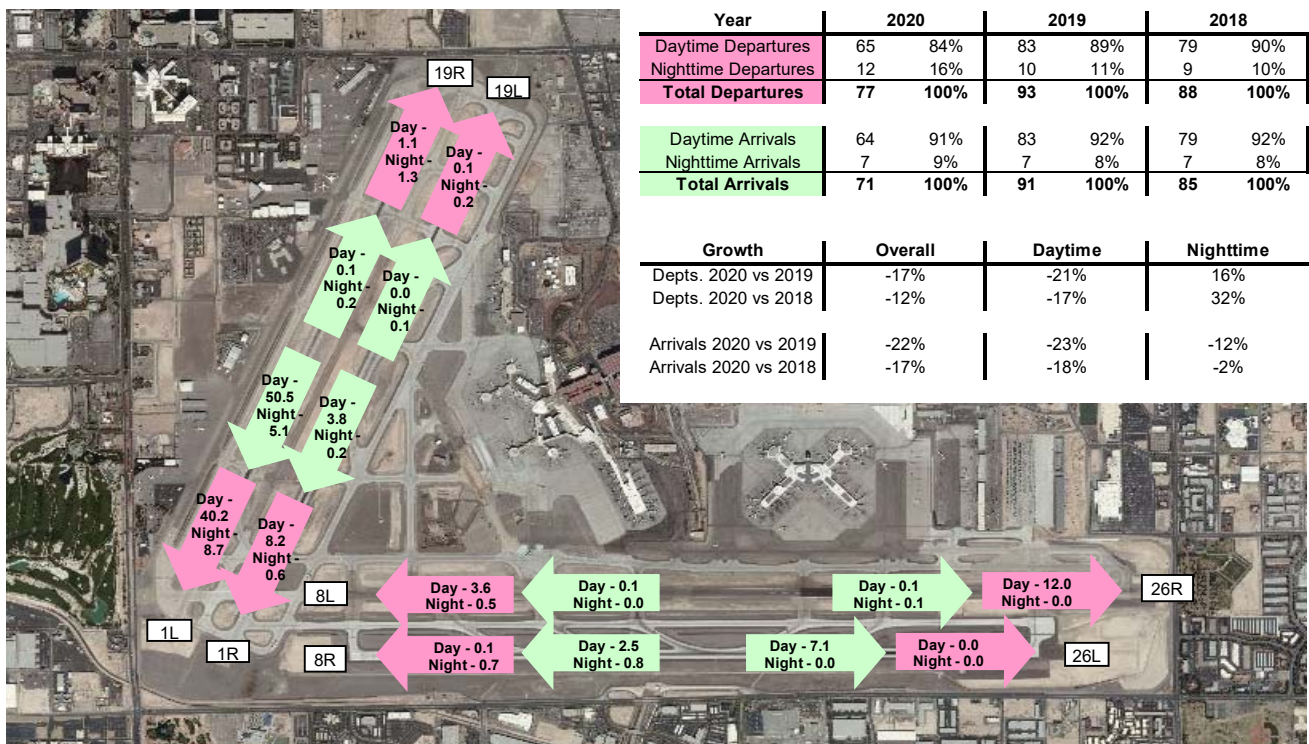 Year 2020 2019 2018
Daytime Departures 65 84% 83 89% 79 90%
Nighttime Departures 12 16% 10 11% 9 10%
Total Departures 77 100% 93 100% 88 100%
Daytime Arrivals 64 91% 83 92% 79 92%
Nighttime Arrivals 7 9% 7 8% 7 8%
Total Arrivals 71 100% 91 100% 85 100%
Growth Overall Daytime Nighttime
Depts. 2020 vs 2019 -17% -21% 16%
Depts. 2020 vs 2018 -12% -17% 32%
Arrivals 2020 vs 2019 -22% -23% -12%
Arrivals 2020 vs 2018 -17% -18% -2%
19R
19L
Day -
1.1
Night -
1.3
Day -
0.1
Night -
0.2
Day -
0.1
Night -
0.2
Day -
0.0
Night -
0.1
Day -
50.5
Night -
5.1
Day -
3.8
Night -
0.2
Day -
40.2
Night -
8.7
Day -
8.2
Night -
0.6
1L
1R
8L
Day - 3.6
Night - 0.5
Day - 0.1
Night - 0.0
Day - 0.1
Night - 0.1
Day - 12.0
Night - 0.0
26R
8R
Day - 0.1
Night - 0.7
Day - 2.5
Night - 0.8
Day - 7.1
Night - 0.0
Day - 0.0
Night - 0.0
26L